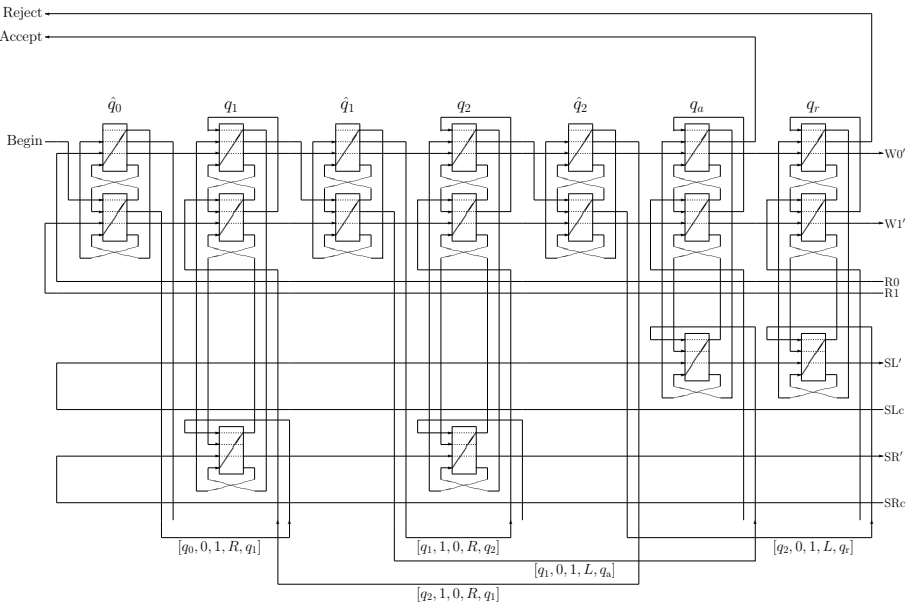 Reject
Accept
q̂0 q1 q̂1 q2 q̂2 qa qr
Begin
W0′
W1′
R0
R1
SL′
SLc
SR′
SRc
[q0, 0, 1, R, q1] [q1, 1, 0, R, q2] [q2, 0, 1, L, qr]
[q1, 0, 1, L, qa]
[q2, 1, 0, R, q1]